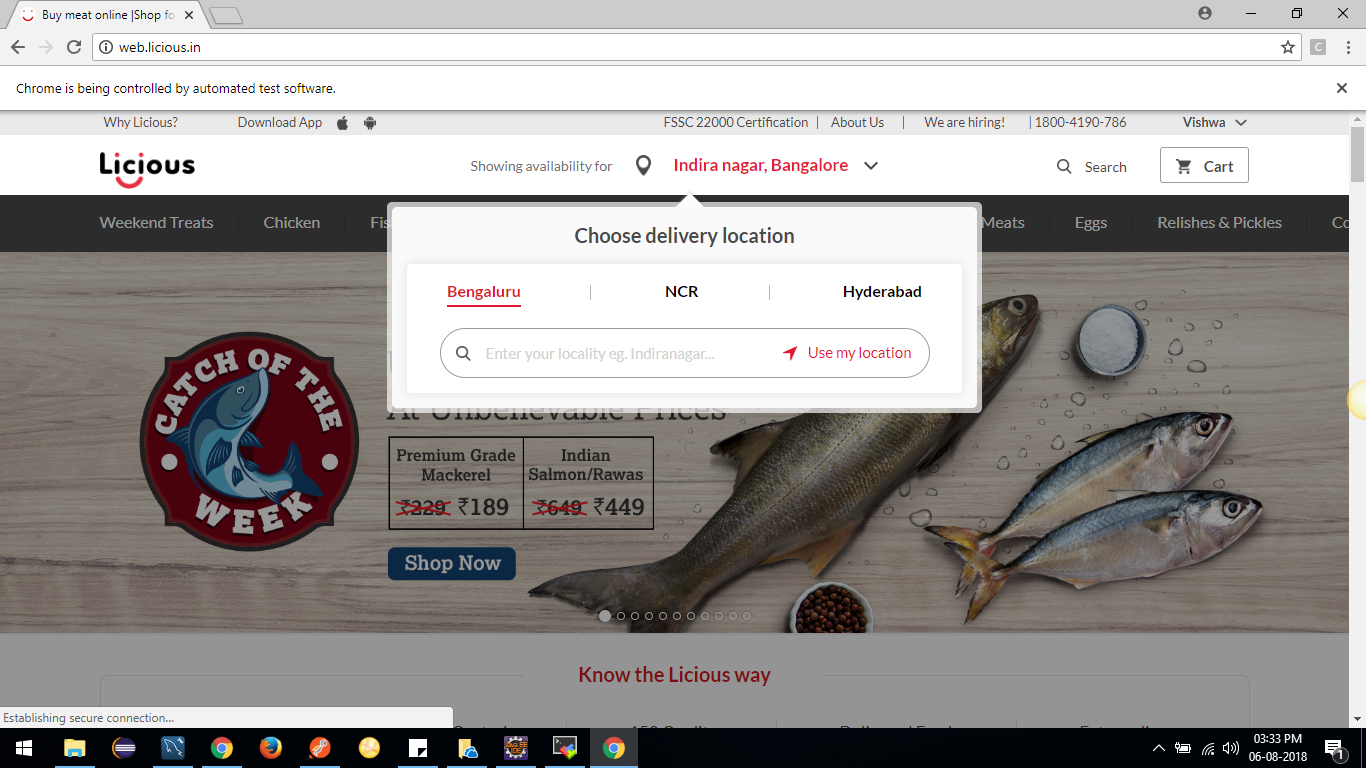 Buy meat online |Shop fo
web.licious.in
C
Chrome is being controlled by automated test software.
Why Licious?
Download App
FSSC 22000 Certification | About Us | We are hiring! | 1800-4190-786
Vishwa
Licious
Showing availability for
Indira nagar, Bangalore
Search
Cart
Weekend Treats
Chicken
Fis
Meats
Eggs
Relishes & Pickles
Co
Choose delivery location
Bengaluru | NCR | Hyderabad
Enter your locality eg. Indiranagar...
Use my location
CATCH OF THE
WEEK
At Unbelievable Prices
Premium Grade
Mackerel
₹229 ₹189
Indian
Salmon/Rawas
₹649 ₹449
Shop Now
Know the Licious way
Establishing secure connection...
03:33 PM
06-08-2018
1